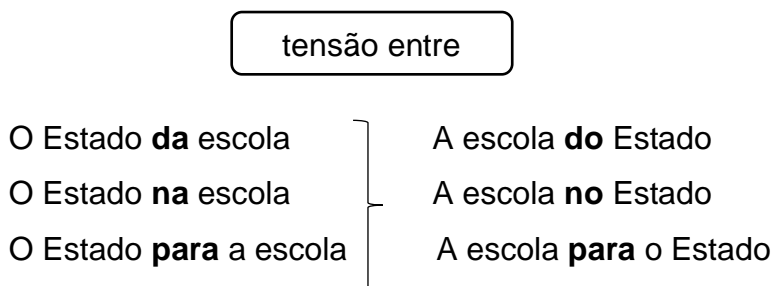 tensão entre
O Estado da escola A escola do Estado
O Estado na escola A escola no Estado
O Estado para a escola A escola para o Estado